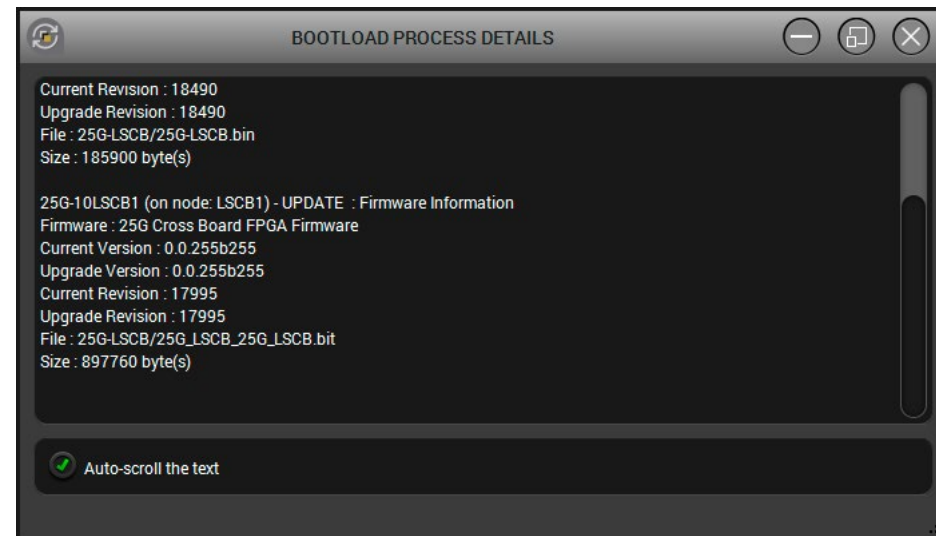 BOOTLOAD PROCESS DETAILS
Current Revision : 18490
Upgrade Revision : 18490
File : 25G-LSCB/25G-LSCB.bin
Size : 185900 byte(s)
25G-10LSCB1 (on node: LSCB1) - UPDATE  : Firmware Information
Firmware : 25G Cross Board FPGA Firmware
Current Version : 0.0.255b255
Upgrade Version : 0.0.255b255
Current Revision : 17995
Upgrade Revision : 17995
File : 25G-LSCB/25G_LSCB_25G_LSCB.bit
Size : 897760 byte(s)
Auto-scroll the text